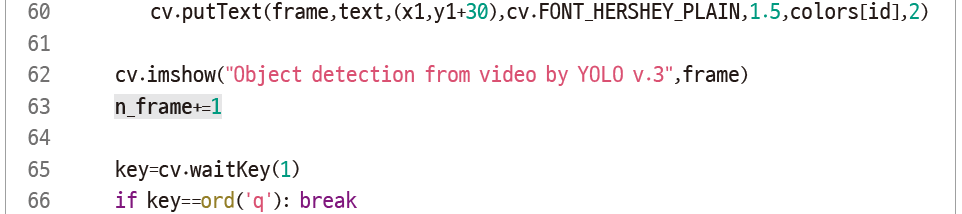 60 cv.putText(frame,text,(x1,y1+30),cv.FONT_HERSHEY_PLAIN,1.5,colors[id],2)
61
62 cv.imshow("Object detection from video by YOLO v.3",frame)
63 n_frame+=1
64
65 key=cv.waitKey(1)
66 if key==ord('q'): break